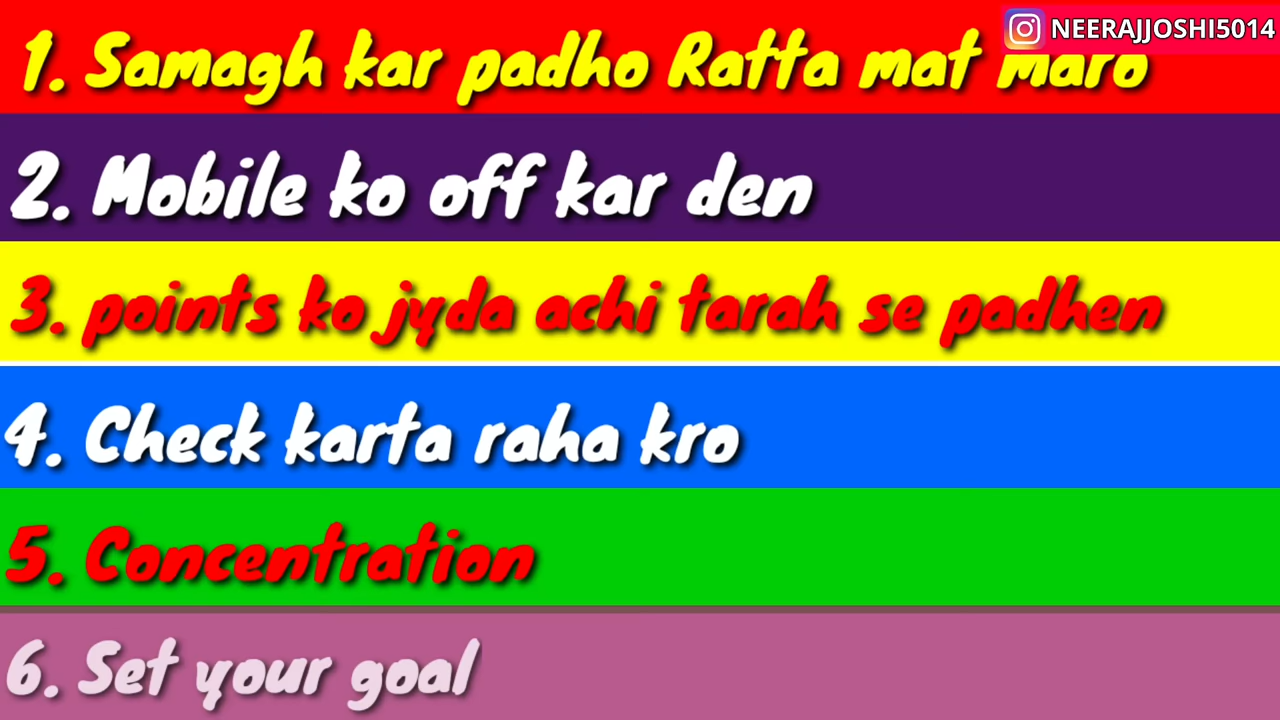 NEERAJJOSHI5014
1. Samagh kar padho Ratta mat maro
2. Mobile ko off kar den
3. points ko jyda achi tarah se padhen
4. Check karta raha kro
5. Concentration
6. Set your goal